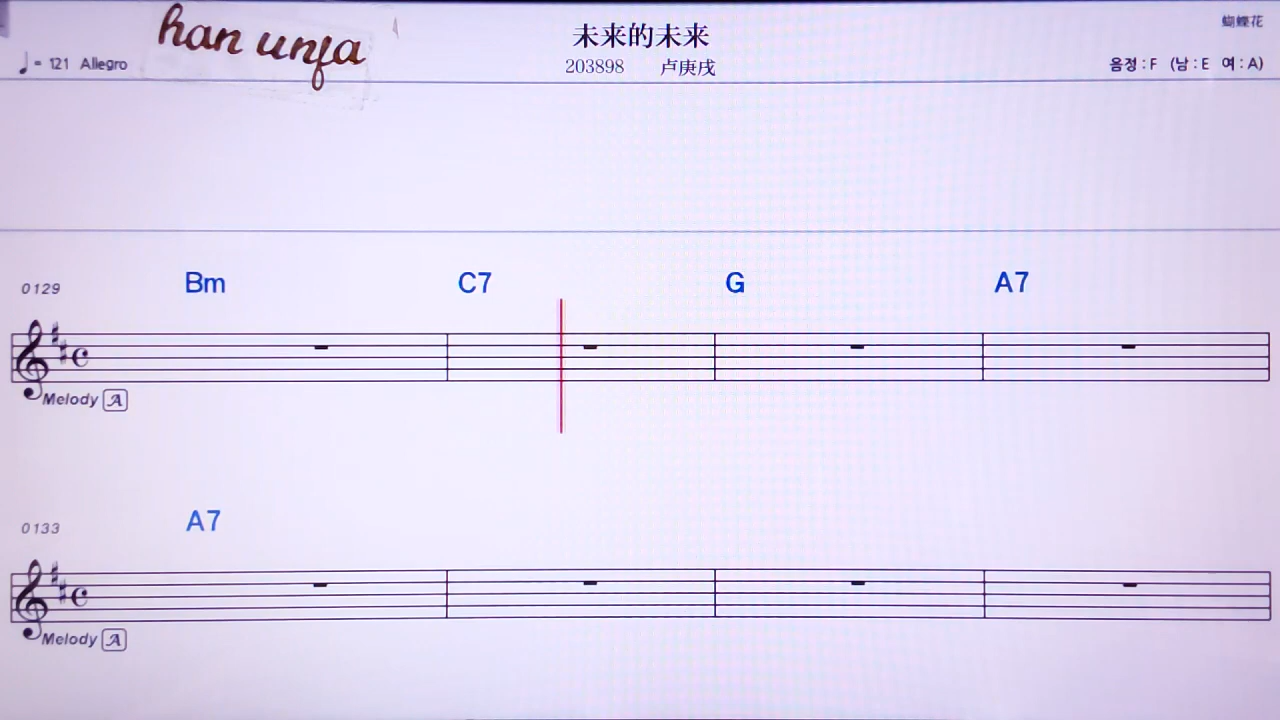 han unfa
未来的未来
蝴蝶花
♩= 121 Allegro
203898 卢庚戌
음정 : F (남 : E 여 : A)
0129 Bm C7 G A7
Melody A
0133 A7
Melody A